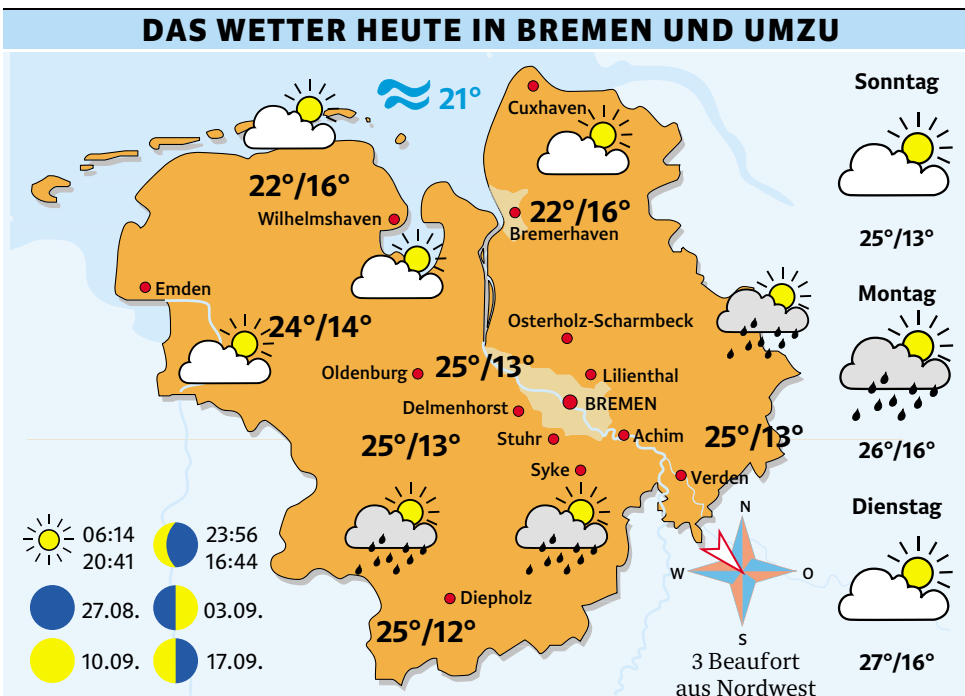 DAS WETTER HEUTE IN BREMEN UND UMZU
21°
Cuxhaven
22°/16°
Wilhelmshaven
22°/16°
Bremerhaven
Emden
24°/14°
Osterholz-Scharmbeck
Oldenburg
25°/13°
Lilienthal
Delmenhorst
BREMEN
25°/13°
Stuhr
Achim
25°/13°
Syke
Verden
Diepholz
25°/12°
06:14
20:41
23:56
16:44
27.08.
03.09.
10.09.
17.09.
N
W
O
S
3 Beaufort
aus Nordwest
Sonntag
25°/13°
Montag
26°/16°
Dienstag
27°/16°